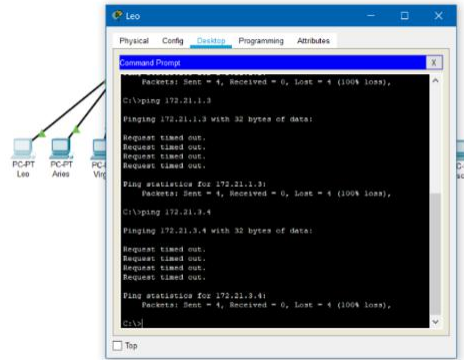 Leo
Physical Config Desktop Programming Attributes
Command Prompt X
Packets: Sent = 4, Received = 0, Lost = 4 (100% loss),
C:\>ping 172.21.1.3
Pinging 172.21.1.3 with 32 bytes of data:
Request timed out.
Request timed out.
Request timed out.
Request timed out.
Ping statistics for 172.21.1.3:
Packets: Sent = 4, Received = 0, Lost = 4 (100% loss),
C:\>ping 172.21.3.4
Pinging 172.21.3.4 with 32 bytes of data:
Request timed out.
Request timed out.
Request timed out.
Request timed out.
Ping statistics for 172.21.3.4:
Packets: Sent = 4, Received = 0, Lost = 4 (100% loss),
C:\>
Top
PC-PT
Leo
PC-PT
Aries